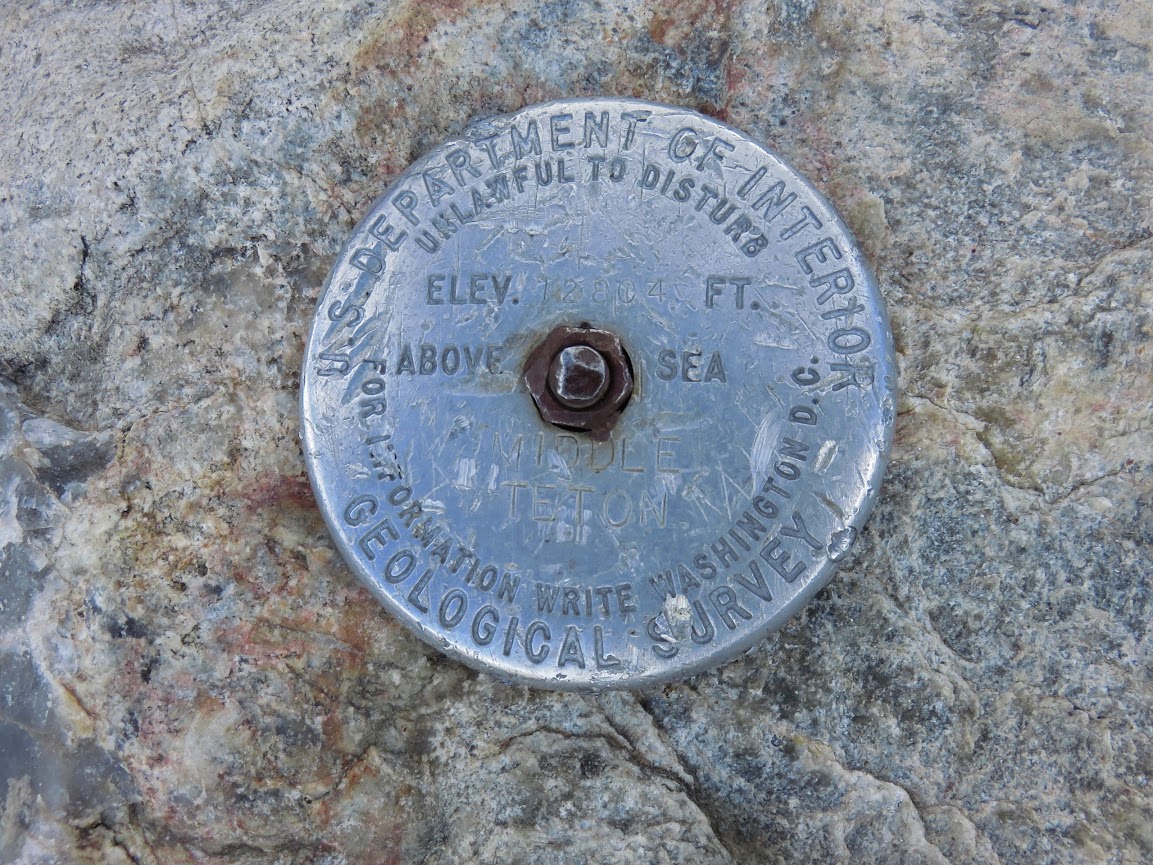 U.S. DEPARTMENT OF INTERIOR
UNLAWFUL TO DISTURB
ELEV. 12804 FT.
ABOVE SEA
MIDDLE
TETON
FOR INFORMATION WRITE WASHINGTON D.C.
GEOLOGICAL SURVEY